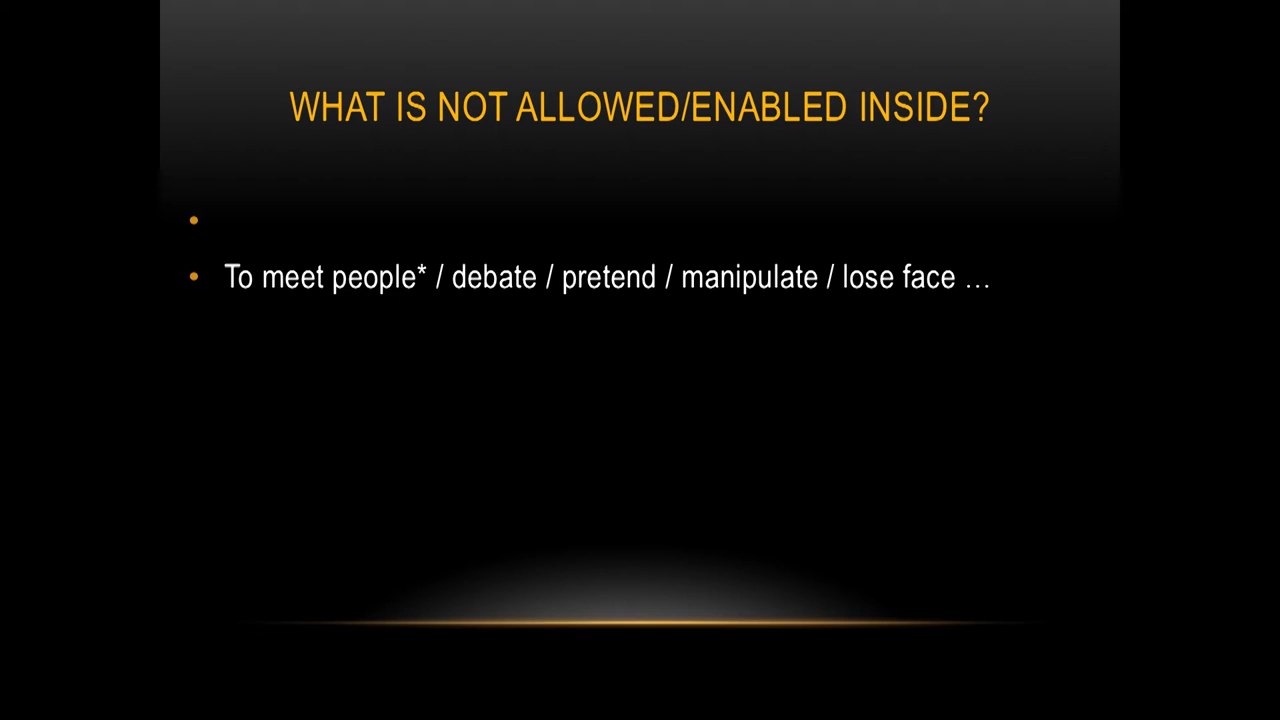 WHAT IS NOT ALLOWED/ENABLED INSIDE?
•
• To meet people* / debate / pretend / manipulate / lose face …